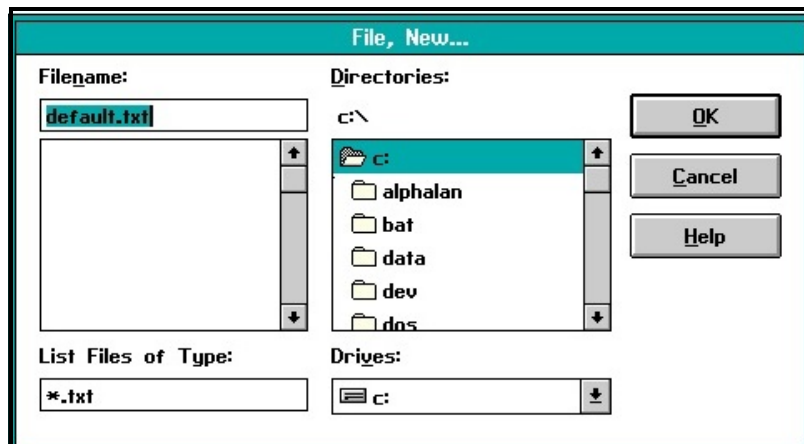 File, New...
Filename:
default.txt
List Files of Type:
*.txt
Directories:
c:\
c:
alphalan
bat
data
dev
dos
Drives:
c:
OK
Cancel
Help